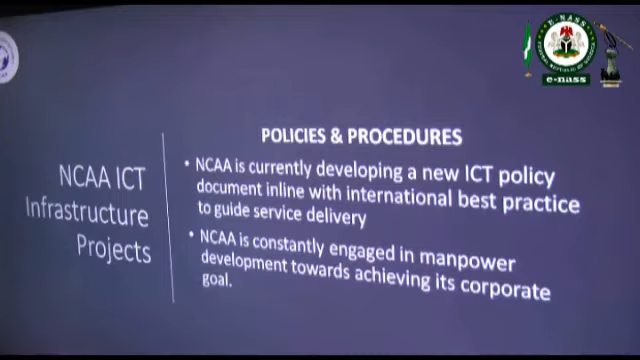 E-NASS
e-nass
POLICIES & PROCEDURES
NCAA ICT
Infrastructure
Projects
• NCAA is currently developing a new ICT policy
document inline with international best practice
to guide service delivery
• NCAA is constantly engaged in manpower
development towards achieving its corporate
goal.